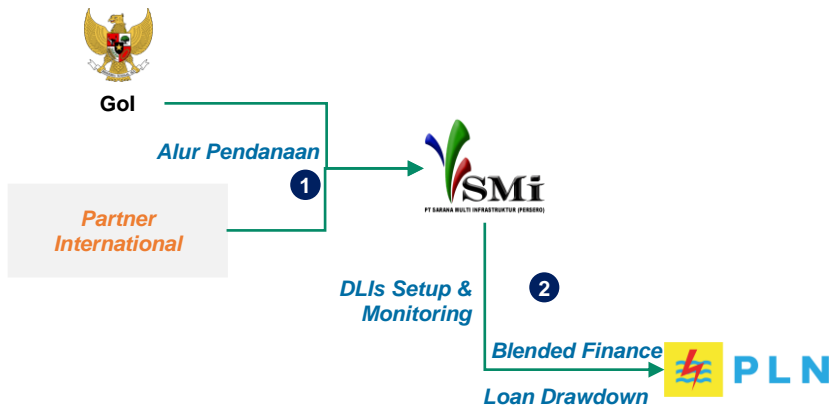 GoI
Alur Pendanaan
1
Partner
International
SMi
PT SARANA MULTI INFRASTRUKTUR (PERSERO)
DLIs Setup &
Monitoring
2
Blended Finance
PLN
Loan Drawdown